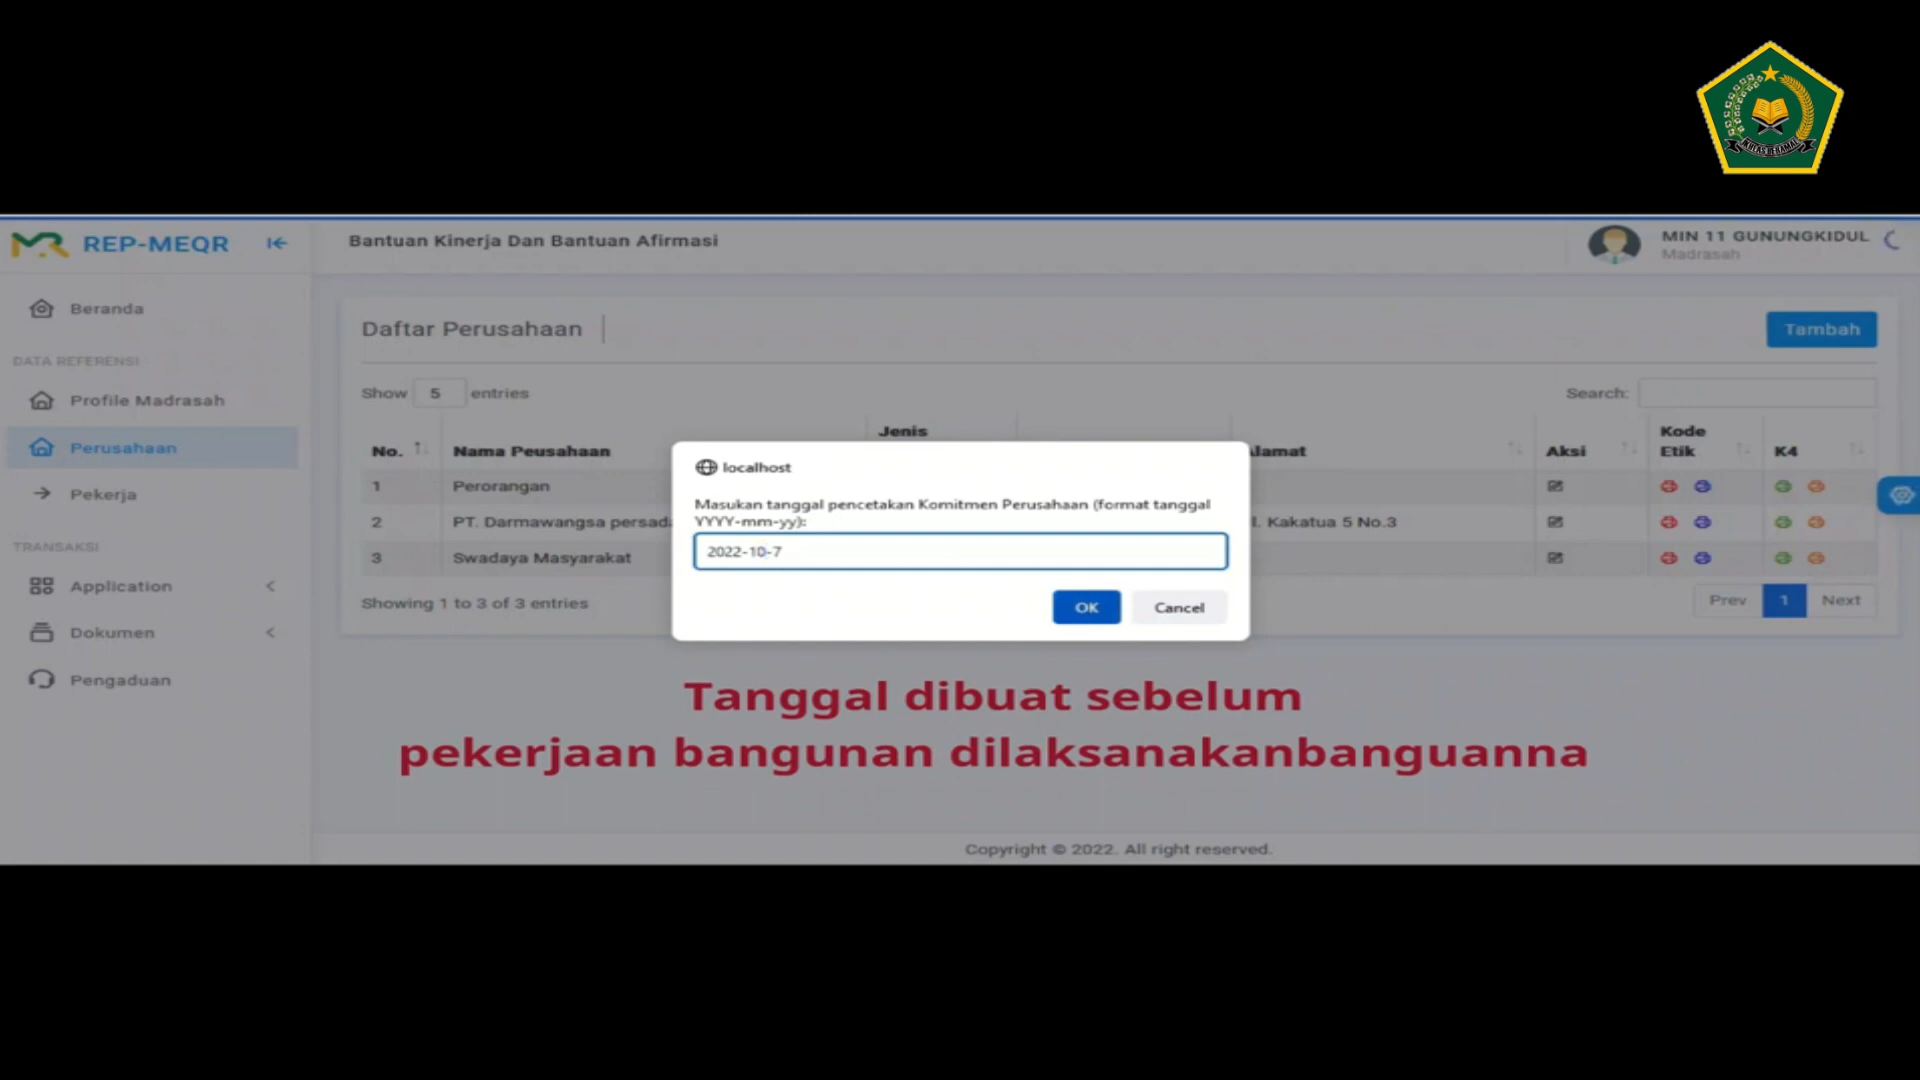 IKHLAS BERAMAL
REP-MEQR
Bantuan Kinerja Dan Bantuan Afirmasi
MIN 11 GUNUNGKIDUL
Madrasah
Beranda
DATA REFERENSI
Profile Madrasah
Perusahaan
Pekerja
TRANSAKSI
Application
Dokumen
Pengaduan
Daftar Perusahaan
Tambah
Show 5 entries
Search:
No. Nama Peusahaan Jenis lamat Aksi Kode Etik K4
1 Perorangan
2 PT. Darmawangsa persad l. Kakatua 5 No.3
3 Swadaya Masyarakat
Showing 1 to 3 of 3 entries
Prev 1 Next
localhost
Masukan tanggal pencetakan Komitmen Perusahaan (format tanggal
YYYY-mm-yy):
2022-10-7
OK Cancel
Tanggal dibuat sebelum
pekerjaan bangunan dilaksanakanbanguanna
Copyright © 2022. All right reserved.